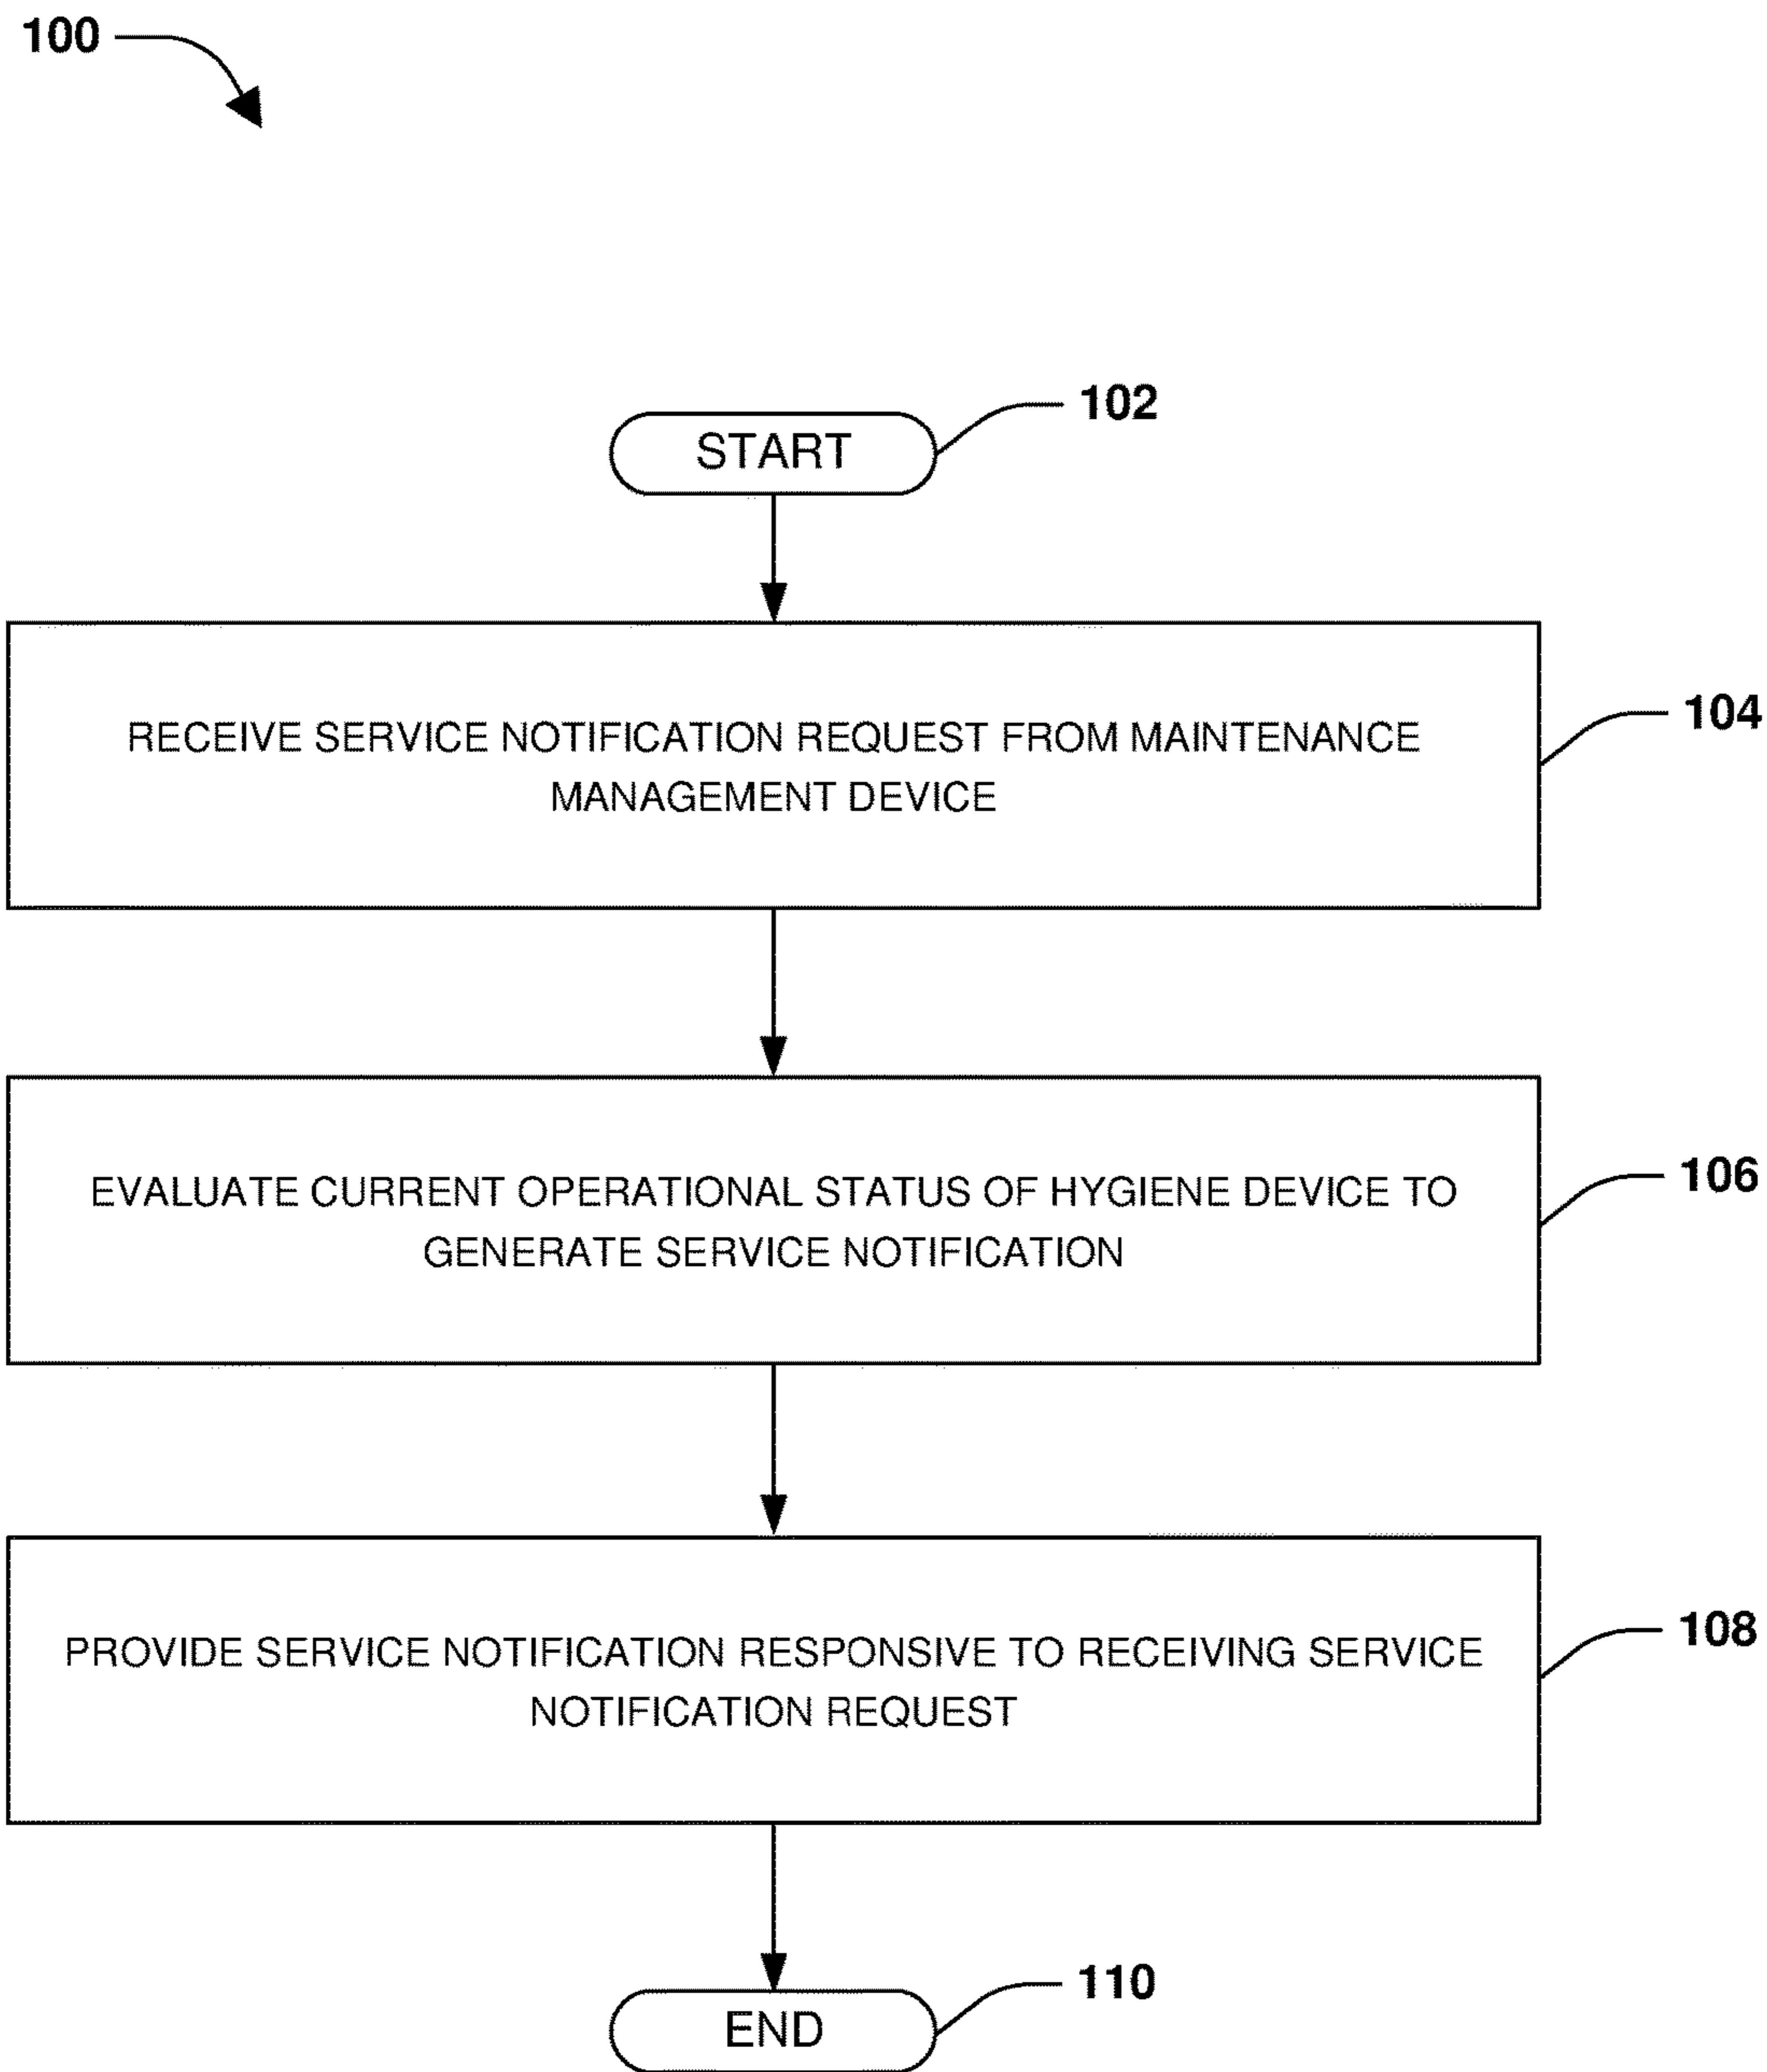 100
START
102
RECEIVE SERVICE NOTIFICATION REQUEST FROM MAINTENANCE
MANAGEMENT DEVICE
104
EVALUATE CURRENT OPERATIONAL STATUS OF HYGIENE DEVICE TO
GENERATE SERVICE NOTIFICATION
106
PROVIDE SERVICE NOTIFICATION RESPONSIVE TO RECEIVING SERVICE
NOTIFICATION REQUEST
108
END
110